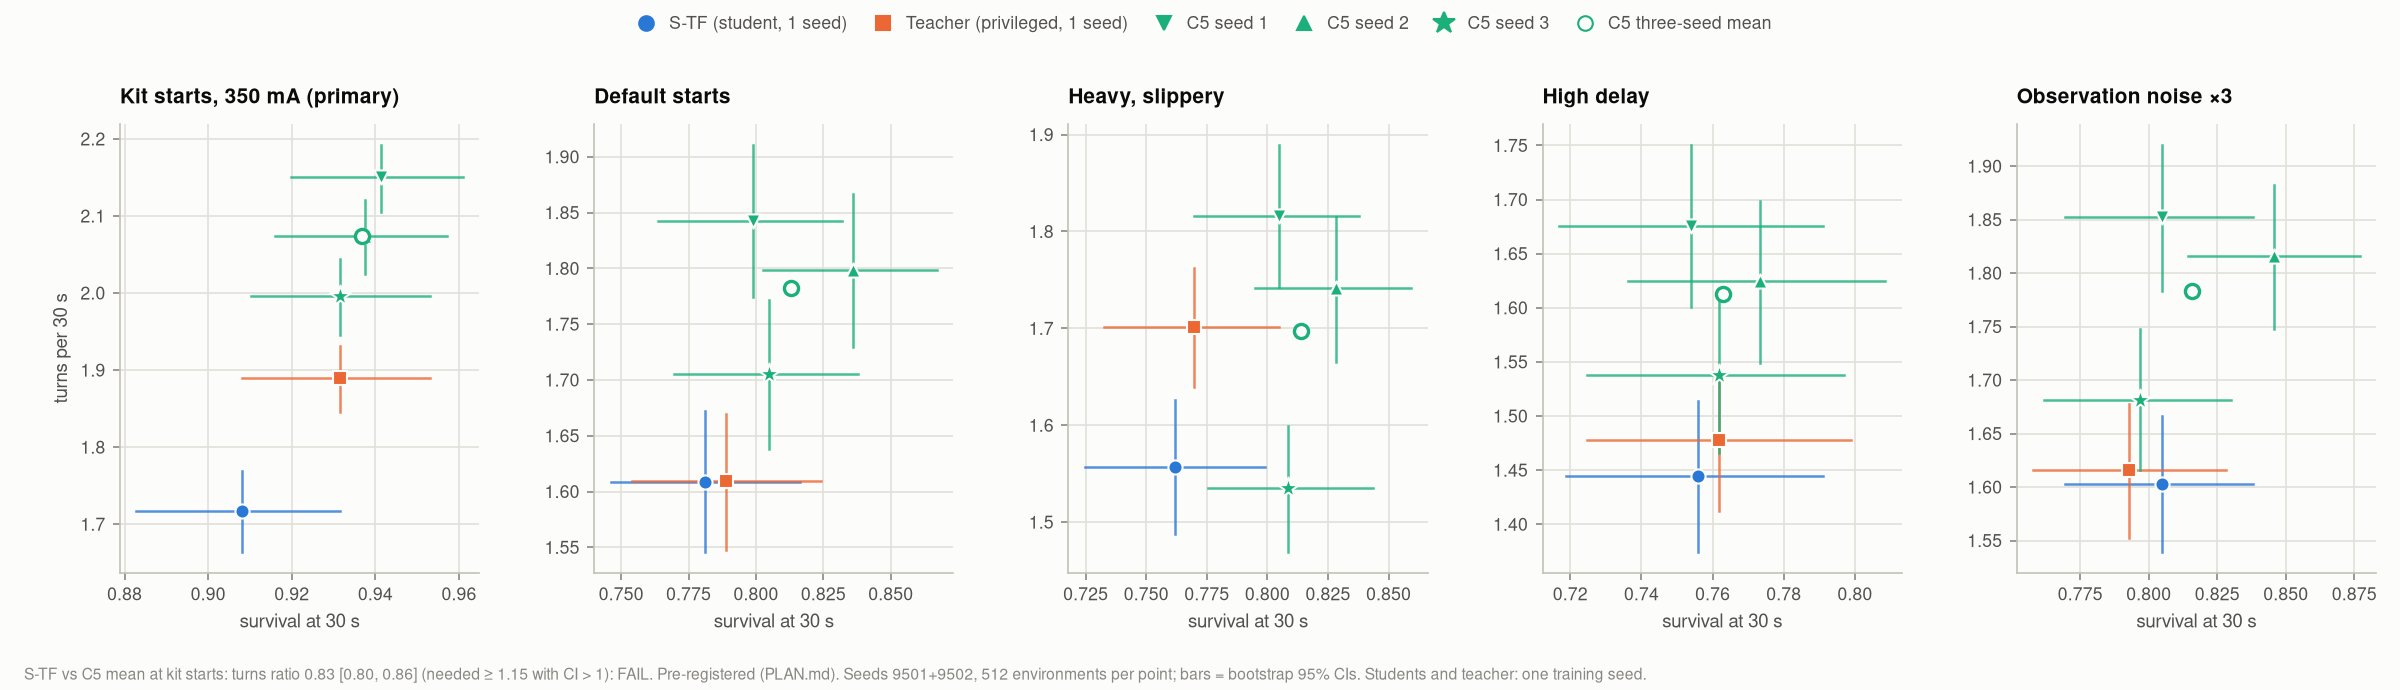 S-TF (student, 1 seed) Teacher (privileged, 1 seed) C5 seed 1 C5 seed 2 C5 seed 3 C5 three-seed mean
Kit starts, 350 mA (primary)
turns per 30 s
2.2
2.1
2.0
1.9
1.8
1.7
0.88 0.90 0.92 0.94 0.96
survival at 30 s
Default starts
1.90
1.85
1.80
1.75
1.70
1.65
1.60
1.55
0.750 0.775 0.800 0.825 0.850
survival at 30 s
Heavy, slippery
1.9
1.8
1.7
1.6
1.5
0.725 0.750 0.775 0.800 0.825 0.850
survival at 30 s
High delay
1.75
1.70
1.65
1.60
1.55
1.50
1.45
1.40
0.72 0.74 0.76 0.78 0.80
survival at 30 s
Observation noise ×3
1.90
1.85
1.80
1.75
1.70
1.65
1.60
1.55
0.775 0.800 0.825 0.850 0.875
survival at 30 s
S-TF vs C5 mean at kit starts: turns ratio 0.83 [0.80, 0.86] (needed ≥ 1.15 with CI > 1): FAIL. Pre-registered (PLAN.md). Seeds 9501+9502, 512 environments per point; bars = bootstrap 95% CIs. Students and teacher: one training seed.